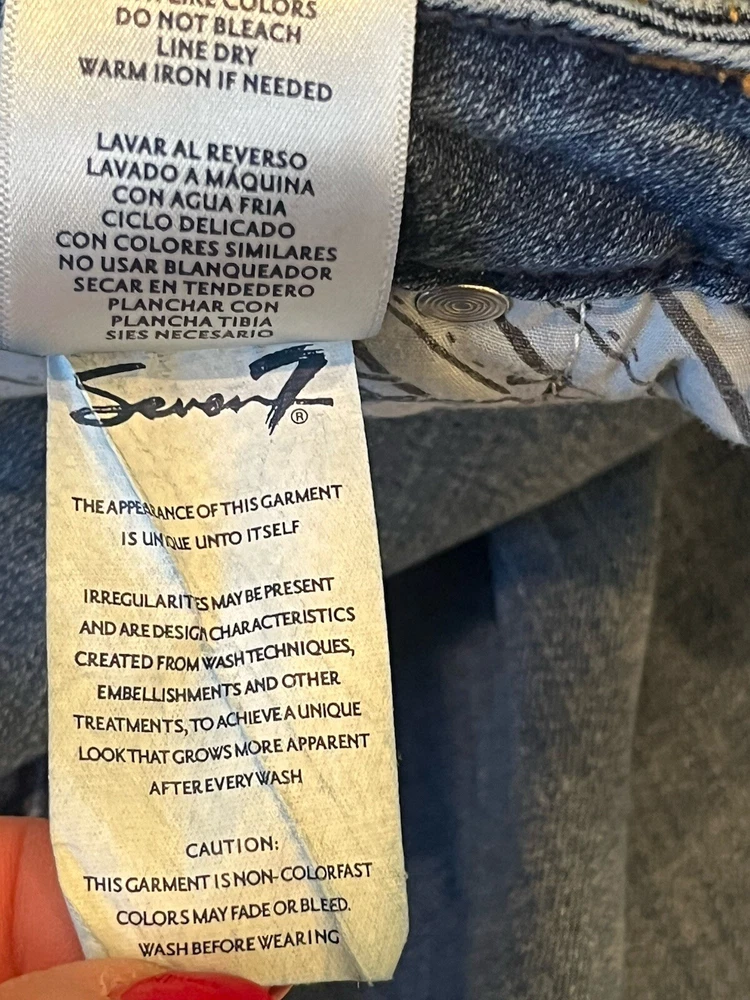 LIKE COLORS
DO NOT BLEACH
LINE DRY
WARM IRON IF NEEDED
LAVAR AL REVERSO
LAVADO A MÁQUINA
CON AGUA FRIA
CICLO DELICADO
CON COLORES SIMILARES
NO USAR BLANQUEADOR
SECAR EN TENDEDERO
PLANCHAR CON
PLANCHA TIBIA
SIES NECESARIO
Seven7®
THE APPEARANCE OF THIS GARMENT
IS UNIQUE UNTO ITSELF
IRREGULARITES MAY BE PRESENT
AND ARE DESIGN CHARACTERISTICS
CREATED FROM WASH TECHNIQUES,
EMBELLISHMENTS AND OTHER
TREATMENTS, TO ACHIEVE A UNIQUE
LOOK THAT GROWS MORE APPARENT
AFTER EVERY WASH
CAUTION:
THIS GARMENT IS NON-COLORFAST
COLORS MAY FADE OR BLEED.
WASH BEFORE WEARING